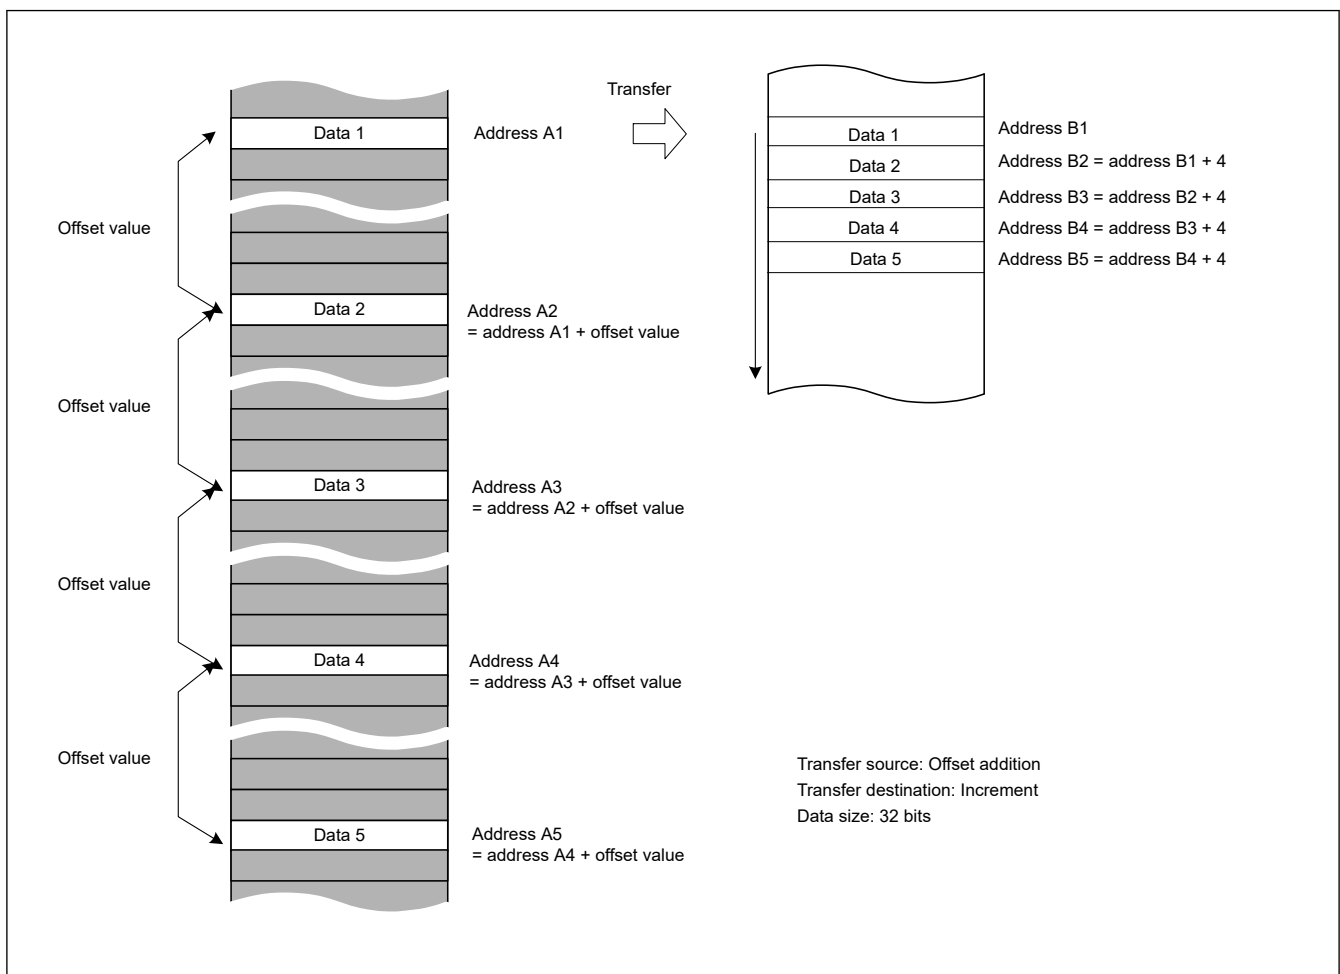 Transfer
Data 1
Address A1
Offset value
Data 2
Address A2
= address A1 + offset value
Offset value
Data 3
Address A3
= address A2 + offset value
Offset value
Data 4
Address A4
= address A3 + offset value
Offset value
Data 5
Address A5
= address A4 + offset value
Data 1
Address B1
Data 2
Address B2 = address B1 + 4
Data 3
Address B3 = address B2 + 4
Data 4
Address B4 = address B3 + 4
Data 5
Address B5 = address B4 + 4
Transfer source: Offset addition
Transfer destination: Increment
Data size: 32 bits